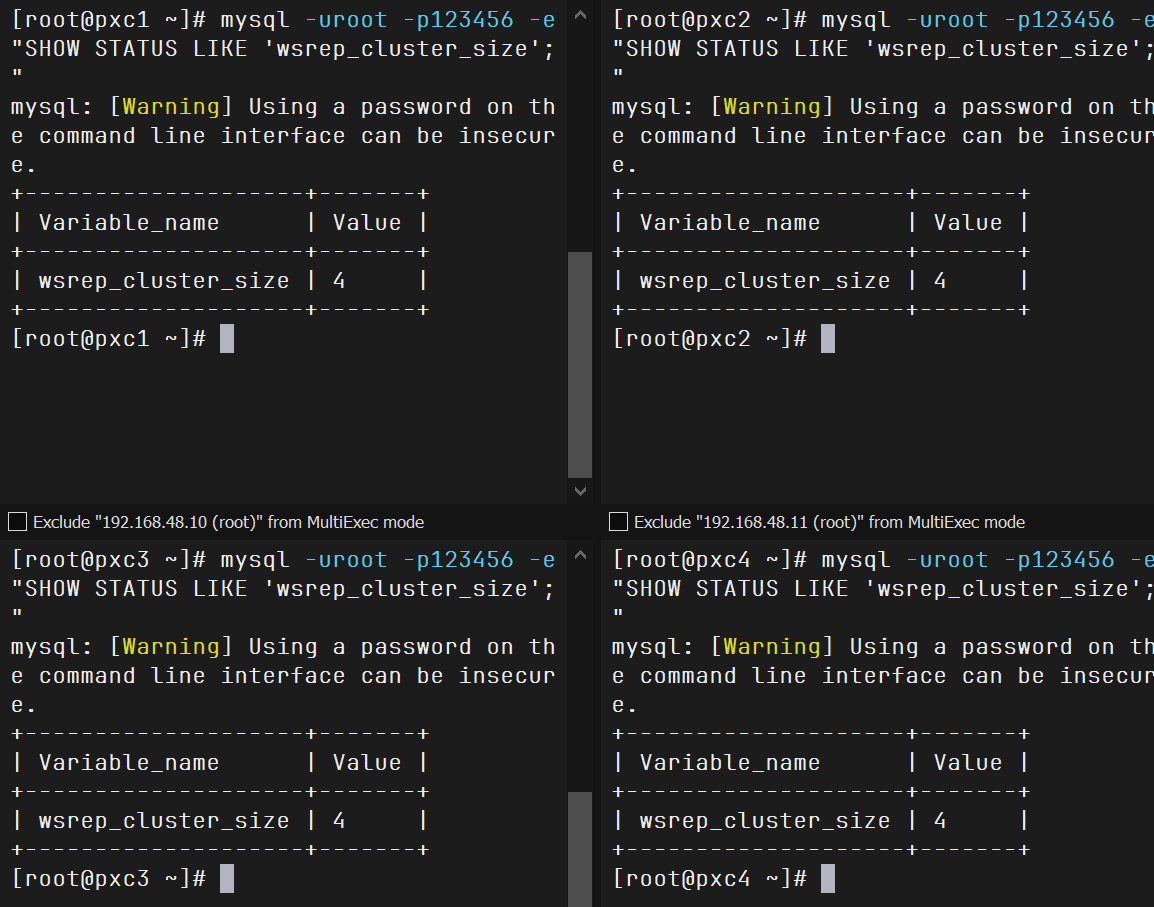 [root@pxc1 ~]# mysql -uroot -p123456 -e
"SHOW STATUS LIKE 'wsrep_cluster_size';
"
mysql: [Warning] Using a password on th
e command line interface can be insecur
e.
+--------------------+-------+
| Variable_name      | Value |
+--------------------+-------+
| wsrep_cluster_size | 4     |
+--------------------+-------+
[root@pxc1 ~]#
[root@pxc2 ~]# mysql -uroot -p123456 -e
"SHOW STATUS LIKE 'wsrep_cluster_size';
"
mysql: [Warning] Using a password on th
e command line interface can be insecur
e.
+--------------------+-------+
| Variable_name      | Value |
+--------------------+-------+
| wsrep_cluster_size | 4     |
+--------------------+-------+
[root@pxc2 ~]#
Exclude "192.168.48.10 (root)" from MultiExec mode
Exclude "192.168.48.11 (root)" from MultiExec mode
[root@pxc3 ~]# mysql -uroot -p123456 -e
"SHOW STATUS LIKE 'wsrep_cluster_size';
"
mysql: [Warning] Using a password on th
e command line interface can be insecur
e.
+--------------------+-------+
| Variable_name      | Value |
+--------------------+-------+
| wsrep_cluster_size | 4     |
+--------------------+-------+
[root@pxc3 ~]#
[root@pxc4 ~]# mysql -uroot -p123456 -e
"SHOW STATUS LIKE 'wsrep_cluster_size';
"
mysql: [Warning] Using a password on th
e command line interface can be insecur
e.
+--------------------+-------+
| Variable_name      | Value |
+--------------------+-------+
| wsrep_cluster_size | 4     |
+--------------------+-------+
[root@pxc4 ~]#